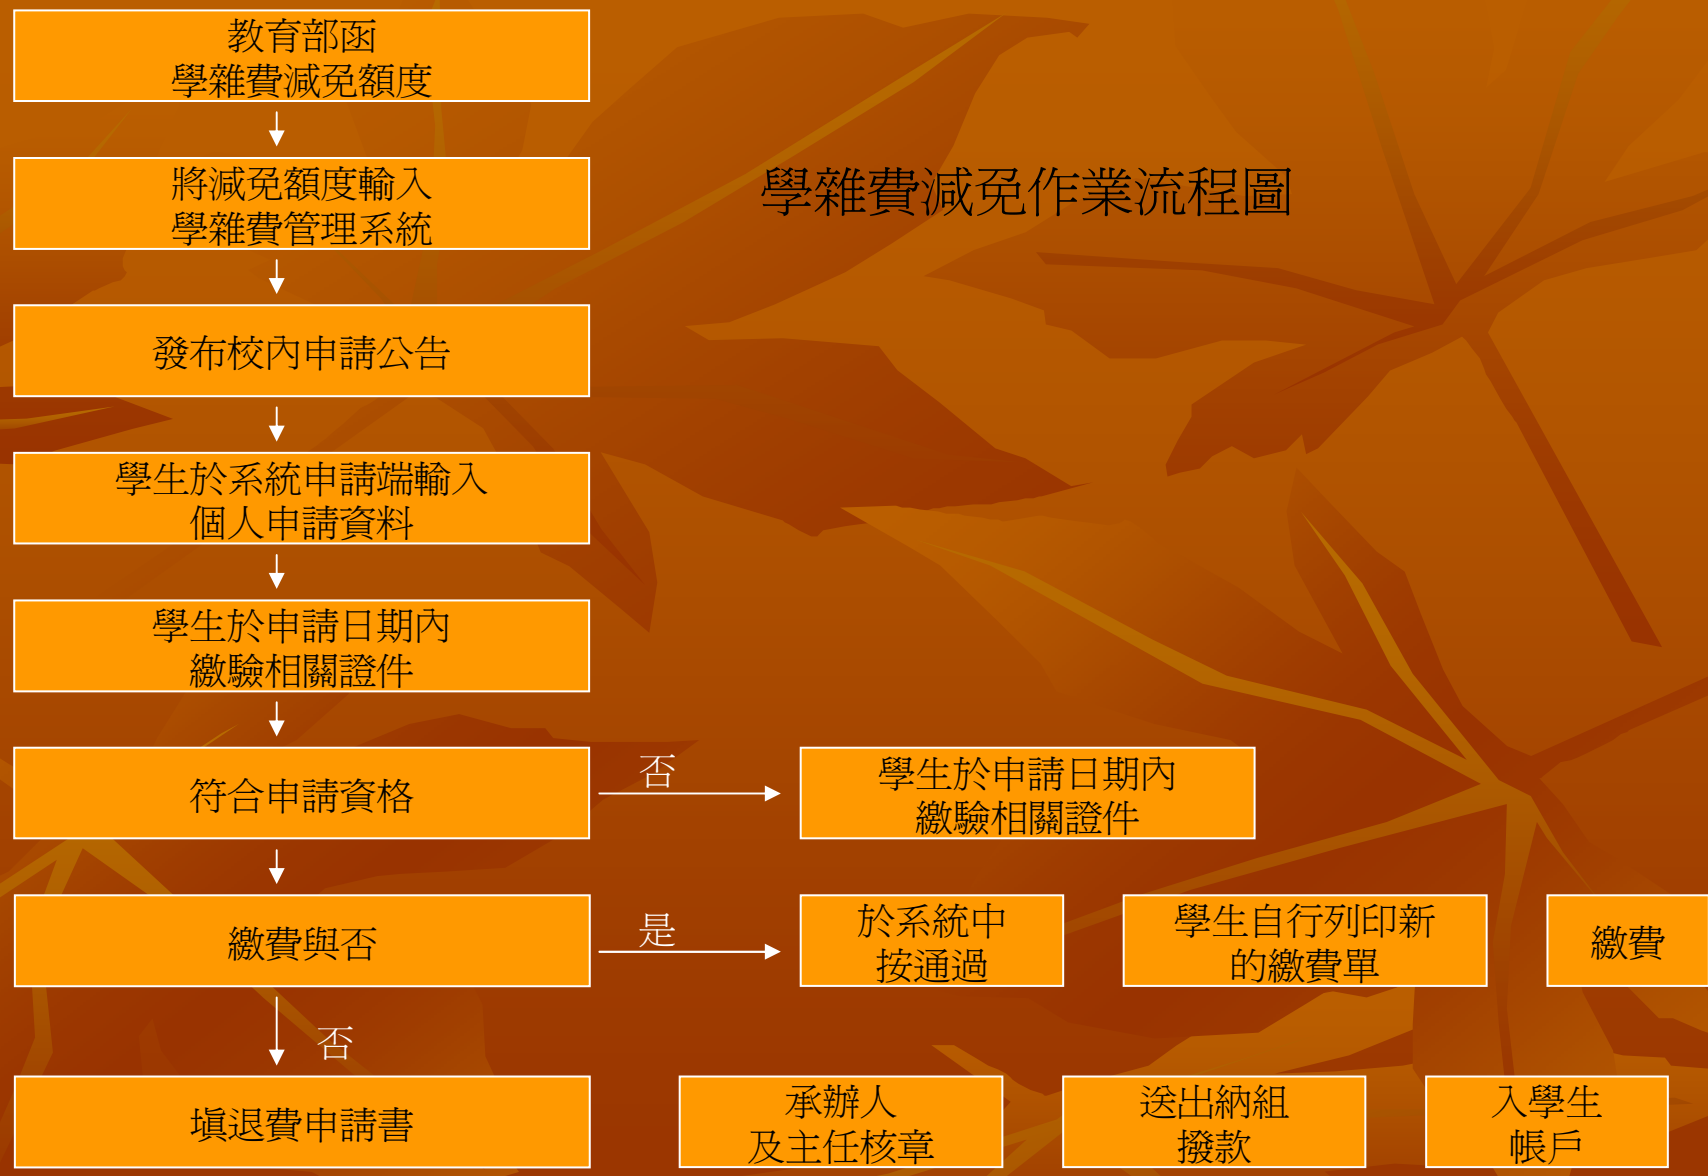 教育部函
學雜費減免額度
將減免額度輸入
學雜費管理系統
學雜費減免作業流程圖
發布校內申請公告
學生於系統申請端輸入
個人申請資料
學生於申請日期內
繳驗相關證件
符合申請資格
否
學生於申請日期內
繳驗相關證件
繳費與否
是
於系統中
按通過
學生自行列印新
的繳費單
繳費
否
填退費申請書
承辦人
及主任核章
送出納組
撥款
入學生
帳戶